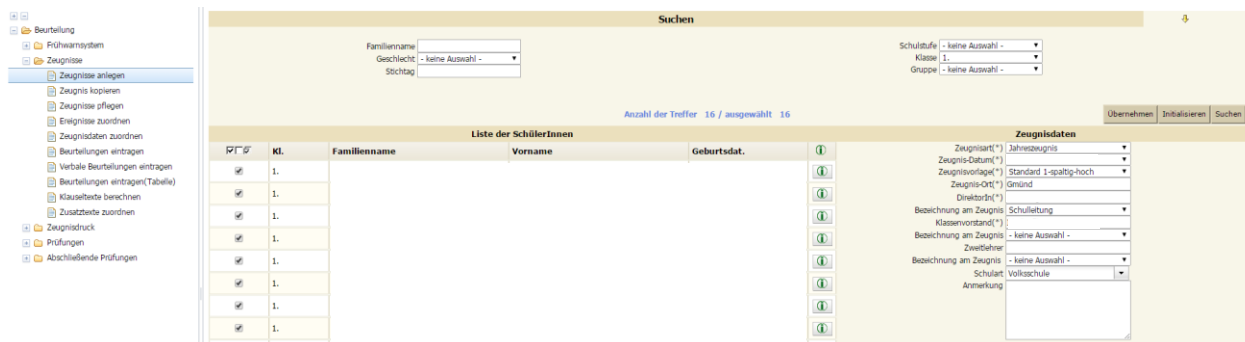 Beurteilung
Frühwarnsystem
Zeugnisse
Zeugnisse anlegen
Zeugnis kopieren
Zeugnisse pflegen
Ereignisse zuordnen
Zeugnisdaten zuordnen
Beurteilungen eintragen
Verbale Beurteilungen eintragen
Beurteilungen eintragen(Tabelle)
Klauseltexte berechnen
Zusatztexte zuordnen
Zeugnisdruck
Prüfungen
Abschließende Prüfungen
Suchen
Familienname
Geschlecht - keine Auswahl -
Stichtag
Schulstufe - keine Auswahl -
Klasse 1.
Gruppe - keine Auswahl -
Anzahl der Treffer 16 / ausgewählt 16
Übernehmen Initialisieren Suchen
Liste der SchülerInnen
Kl. Familienname Vorname Geburtsdat.
1.
1.
1.
1.
1.
1.
1.
1.
Zeugnisdaten
Zeugnisart(*) Jahreszeugnis
Zeugnis-Datum(*)
Zeugnisvorlage(*) Standard 1-spaltig-hoch
Zeugnis-Ort(*) Gmünd
DirektorIn(*)
Bezeichnung am Zeugnis Schulleitung
Klassenvorstand(*)
Bezeichnung am Zeugnis - keine Auswahl -
Zweitlehrer
Bezeichnung am Zeugnis - keine Auswahl -
Schulart Volksschule
Anmerkung